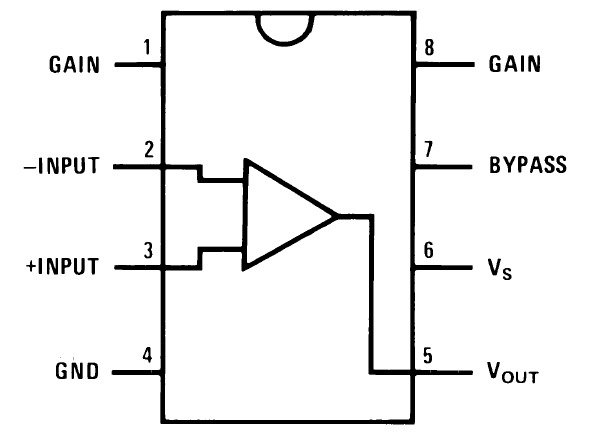 GAIN 1 8 GAIN
–INPUT 2 7 BYPASS
+INPUT 3 6 VS
GND 4 5 VOUT